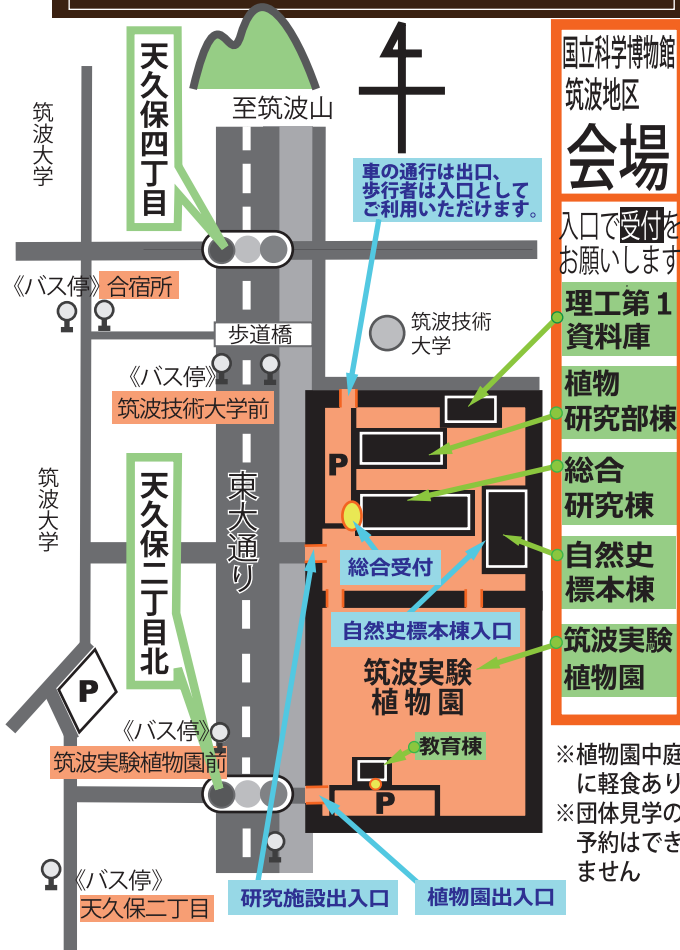 至筑波山
天久保四丁目
筑波大学
車の通行は出口、
歩行者は入口として
ご利用いただけます。
《バス停》合宿所
歩道橋
筑波技術
大学
《バス停》
筑波技術大学前
筑波大学
天久保二丁目北
東大通り
P
総合受付
自然史標本棟入口
筑波実験
植物園
P
《バス停》
筑波実験植物園前
教育棟
P
《バス停》
天久保二丁目
研究施設出入口
植物園出入口
国立科学博物館
筑波地区
会場
入口で受付を
お願いします
理工第1
資料庫
植物
研究部棟
総合
研究棟
自然史
標本棟
筑波実験
植物園
※植物園中庭
に軽食あり
※団体見学の
予約はでき
ません